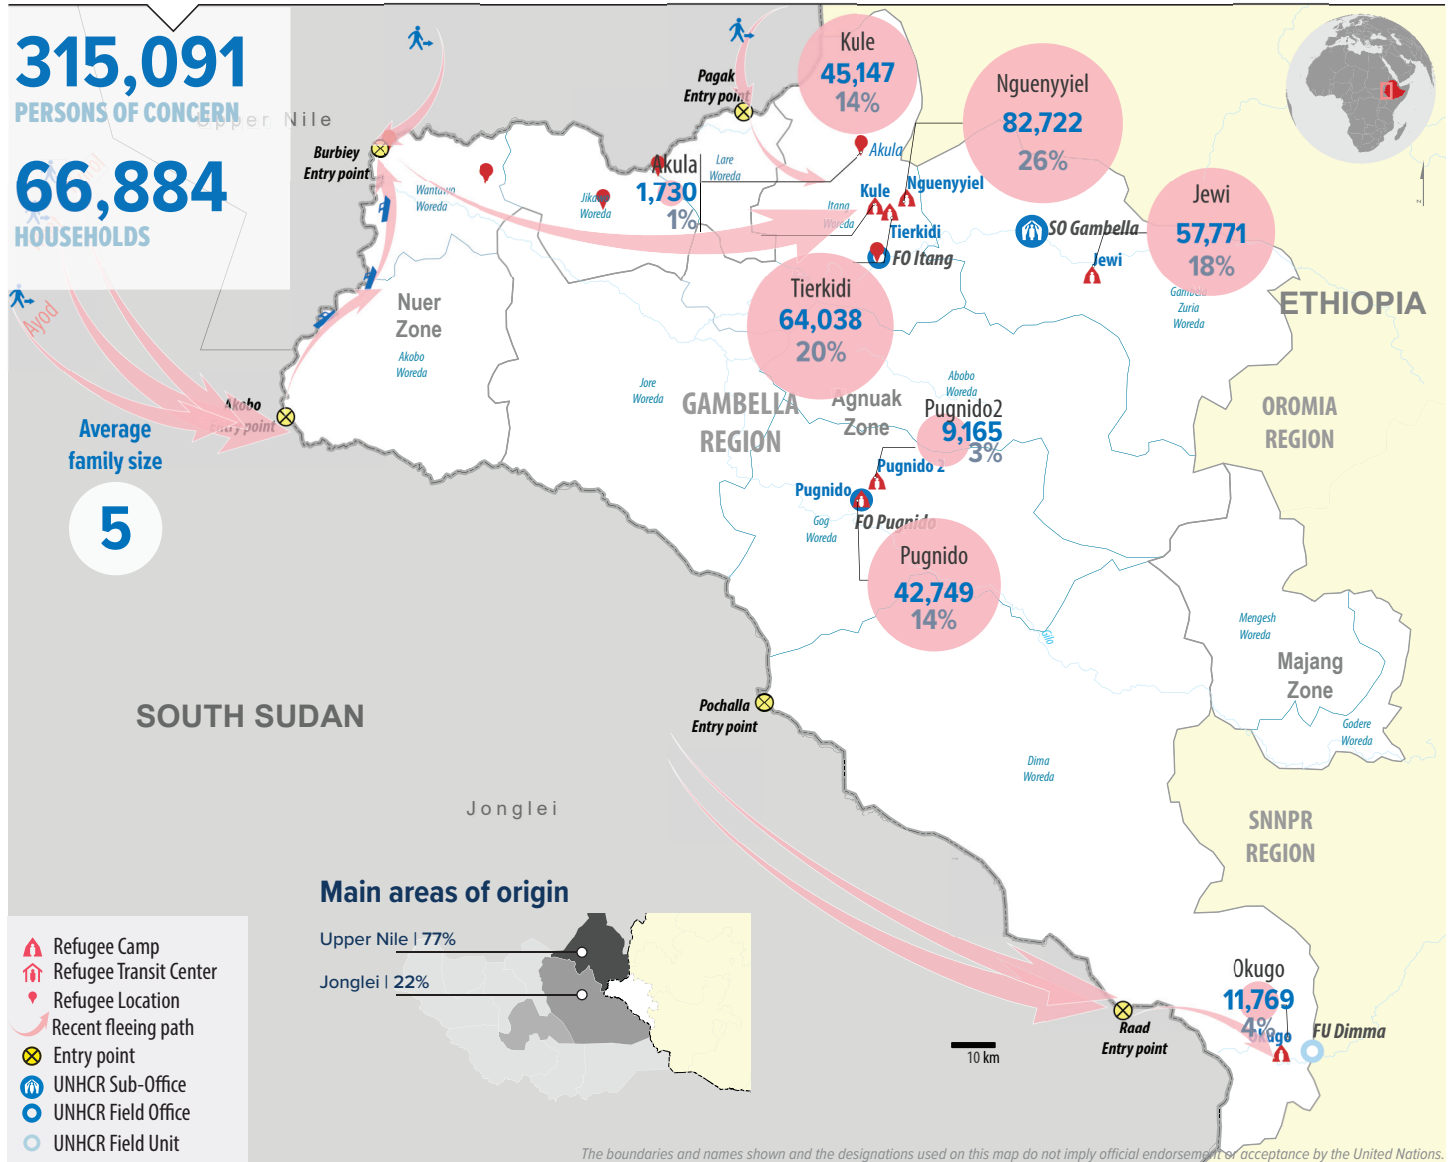 315,091
PERSONS OF CONCERN
66,884
HOUSEHOLDS
Upper Nile
Ayod
Average
family size
5
Burbiey
Entry point
Pagak
Entry point
Akobo
entry point
Kule
45,147
14%
Nguenyyiel
82,722
26%
Jewi
57,771
18%
Akula
1,730
1%
Tierkidi
64,038
20%
Pugnido2
9,165
3%
Pugnido
42,749
14%
Okugo
11,769
4%
Akula
Kule
Nguenyyiel
Tierkidi
FO Itang
SO Gambella
Jewi
Pugnido 2
Pugnido
FO Pugnido
Okugo
FU Dimma
Wantawo
Woreda
Jikawo
Woreda
Lare
Woreda
Itang
Woreda
Gambela
Zuria
Woreda
Nuer
Zone
Akobo
Woreda
Jore
Woreda
GAMBELLA
REGION
Agnuak
Zone
Abobo
Woreda
Gog
Woreda
Gilo
Mengesh
Woreda
Majang
Zone
Godere
Woreda
Dima
Woreda
ETHIOPIA
OROMIA
REGION
SNNPR
REGION
SOUTH SUDAN
Jonglei
Pochalla
Entry point
Raad
Entry point
10 km
Main areas of origin
Upper Nile | 77%
Jonglei | 22%
Refugee Camp
Refugee Transit Center
Refugee Location
Recent fleeing path
Entry point
UNHCR Sub-Office
UNHCR Field Office
UNHCR Field Unit
The boundaries and names shown and the designations used on this map do not imply official endorsement or acceptance by the United Nations.